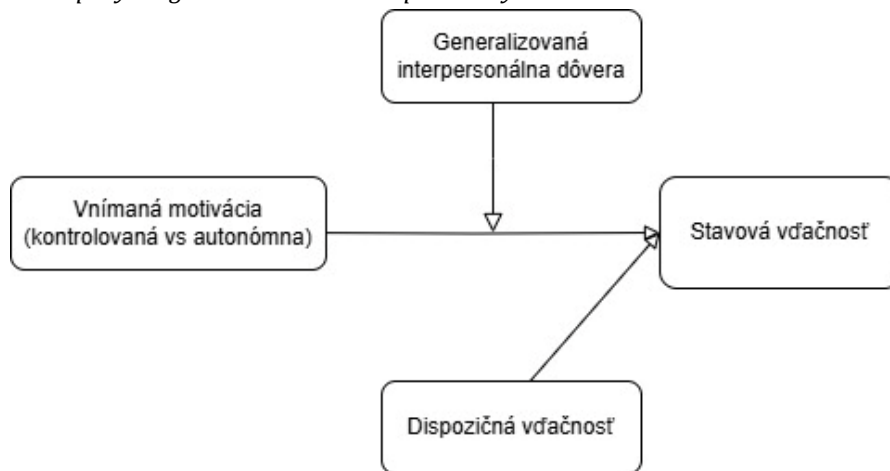 Generalizovaná
interpersonálna dôvera
Vnímaná motivácia
(kontrolovaná vs autonómna)
Stavová vďačnosť
Dispozičná vďačnosť